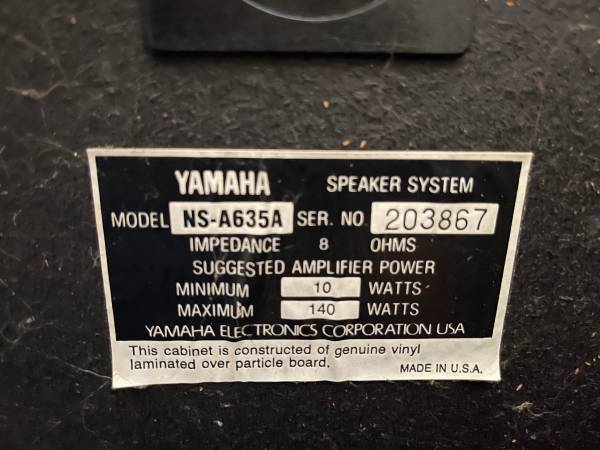 YAMAHA SPEAKER SYSTEM
MODEL NS-A635A SER. NO. 203867
IMPEDANCE 8 OHMS
SUGGESTED AMPLIFIER POWER
MINIMUM 10 WATTS
MAXIMUM 140 WATTS
YAMAHA ELECTRONICS CORPORATION USA
This cabinet is constructed of genuine vinyl
laminated over particle board. MADE IN U.S.A.